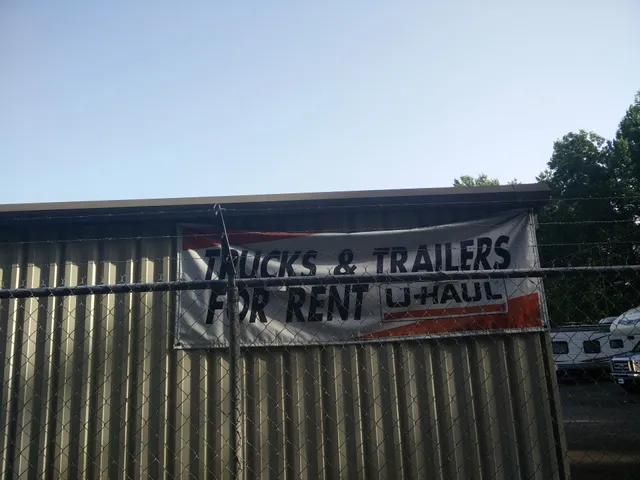 TRUCKS & TRAILERS
FOR RENT U-HAUL